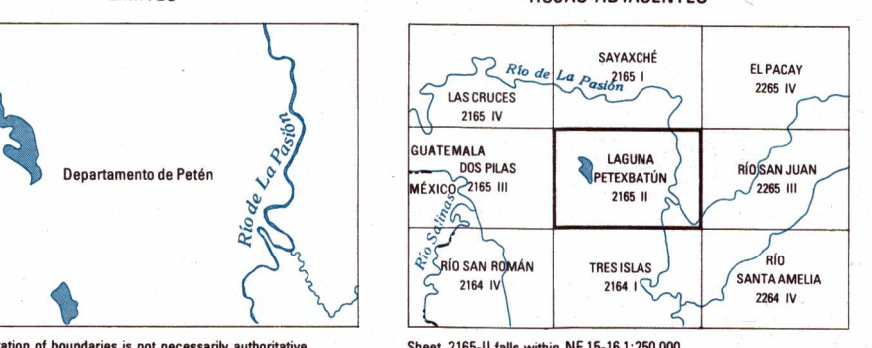 Río de La Pasión
Departamento de Petén
SAYAXCHÉ
2165 I
Río de La Pasión
EL PACAY
2265 IV
LAS CRUCES
2165 IV
GUATEMALA
MÉXICO
DOS PILAS
2165 III
Río Salinas
LAGUNA
PETEXBATÚN
2165 II
RÍO SAN JUAN
2265 III
RÍO SAN ROMÁN
2164 IV
TRES ISLAS
2164 I
RÍO
SANTA AMELIA
2264 IV
of boundaries is not necessarily authoritative
Sheet 2165-II falls within NE 15-16 1:250,000